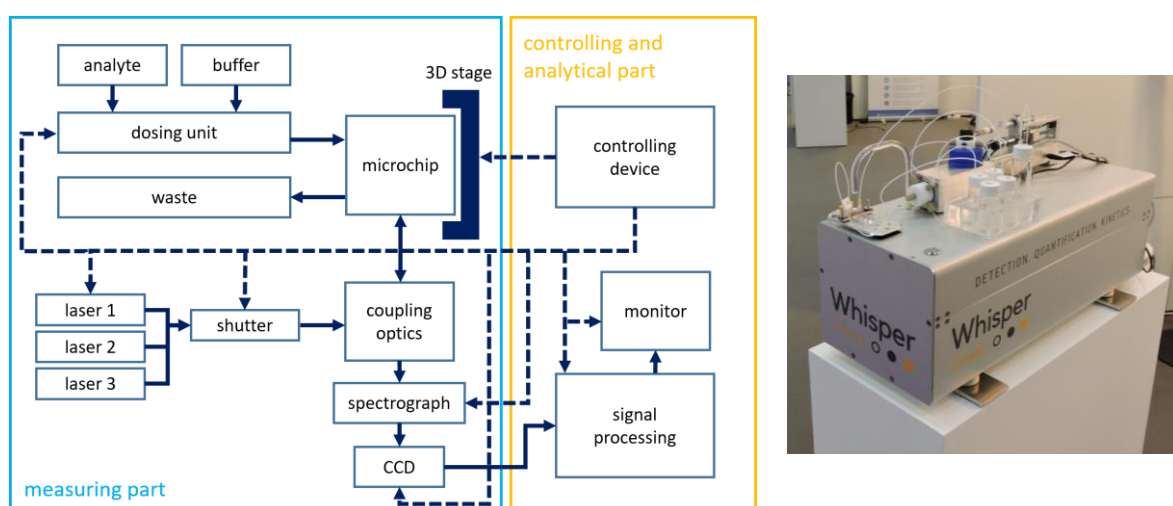 controlling and
analytical part
analyte
buffer
3D stage
dosing unit
microchip
controlling
device
waste
laser 1
laser 2
laser 3
shutter
coupling
optics
monitor
spectrograph
signal
processing
CCD
measuring part
DETECTION. QUANTIFICATION. KINETICS.
Whisper
Whisper